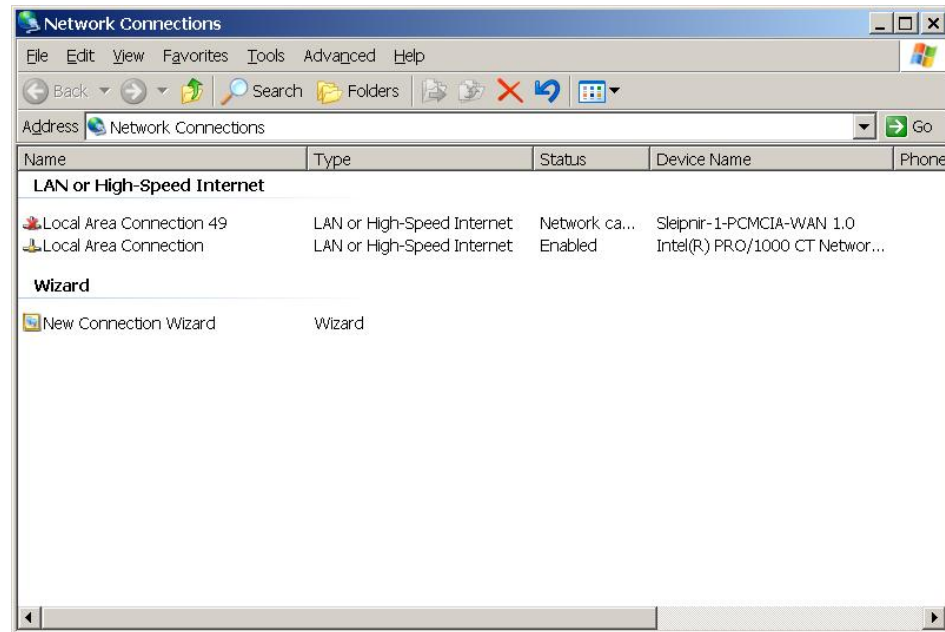 Network Connections
File Edit View Favorites Tools Advanced Help
Back Search Folders
Address Network Connections Go
Name Type Status Device Name Phone
LAN or High-Speed Internet
Local Area Connection 49 LAN or High-Speed Internet Network ca... Sleipnir-1-PCMCIA-WAN 1.0
Local Area Connection LAN or High-Speed Internet Enabled Intel(R) PRO/1000 CT Networ...
Wizard
New Connection Wizard Wizard